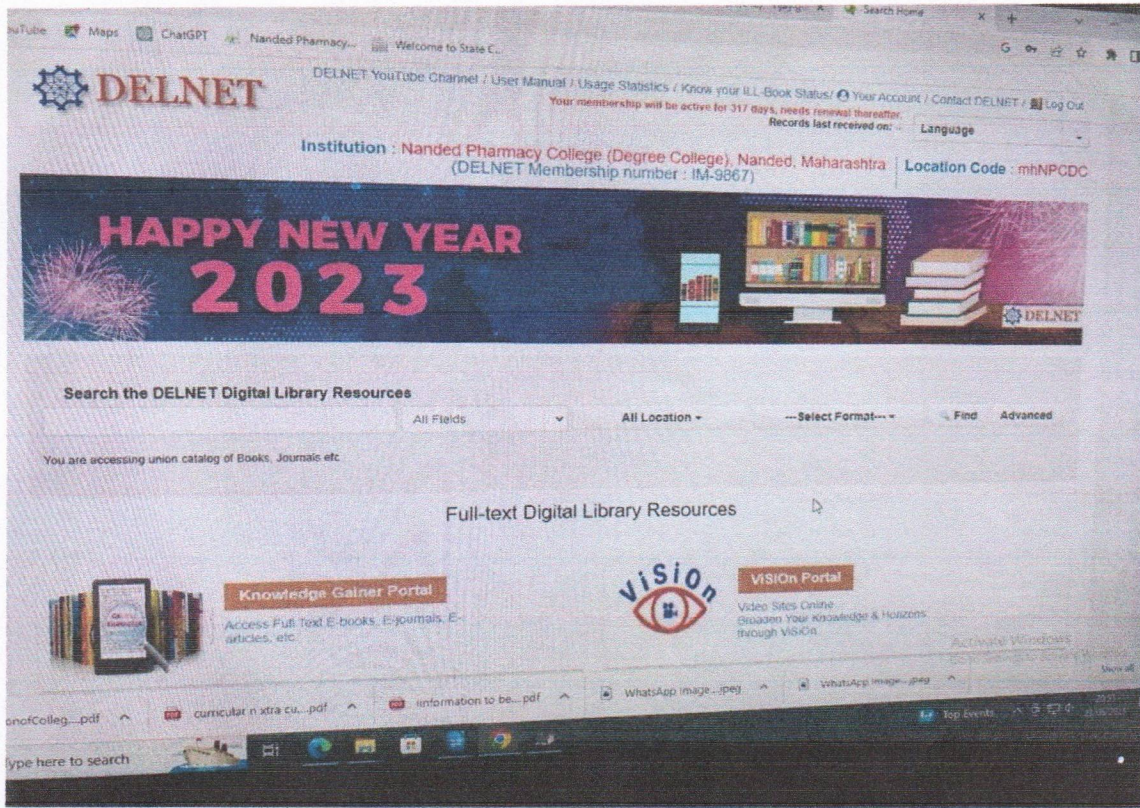 Search Home
uTube Maps ChatGPT Nanded Pharmacy... Welcome to State C...
DELNET
DELNET YouTube Channel / User Manual / Usage Statistics / Know your ILL-Book Status/ Your Account / Contact DELNET / Log Out
Your membership will be active for 317 days, needs renewal thereafter.
Records last received on: -
Language
Institution : Nanded Pharmacy College (Degree College), Nanded, Maharashtra
(DELNET Membership number : IM-9867)
Location Code : mhNPCDC
HAPPY NEW YEAR
2023
DELNET
Search the DELNET Digital Library Resources
All Fields All Location ---Select Format--- Find Advanced
You are accessing union catalog of Books, Journals etc
Full-text Digital Library Resources
Knowledge Gainer Portal
Access Full Text E-books, E-journals, E-
articles, etc.
ViSiOn
ViSiOn Portal
Video Sites Online
Broaden Your Knowledge & Horizons
through ViSiOn
Activate Windows
Show all
onofColleg....pdf curricular n xtra cu....pdf iinformation to be....pdf WhatsApp Image....jpeg WhatsApp Image....jpeg
ype here to search
Top Events